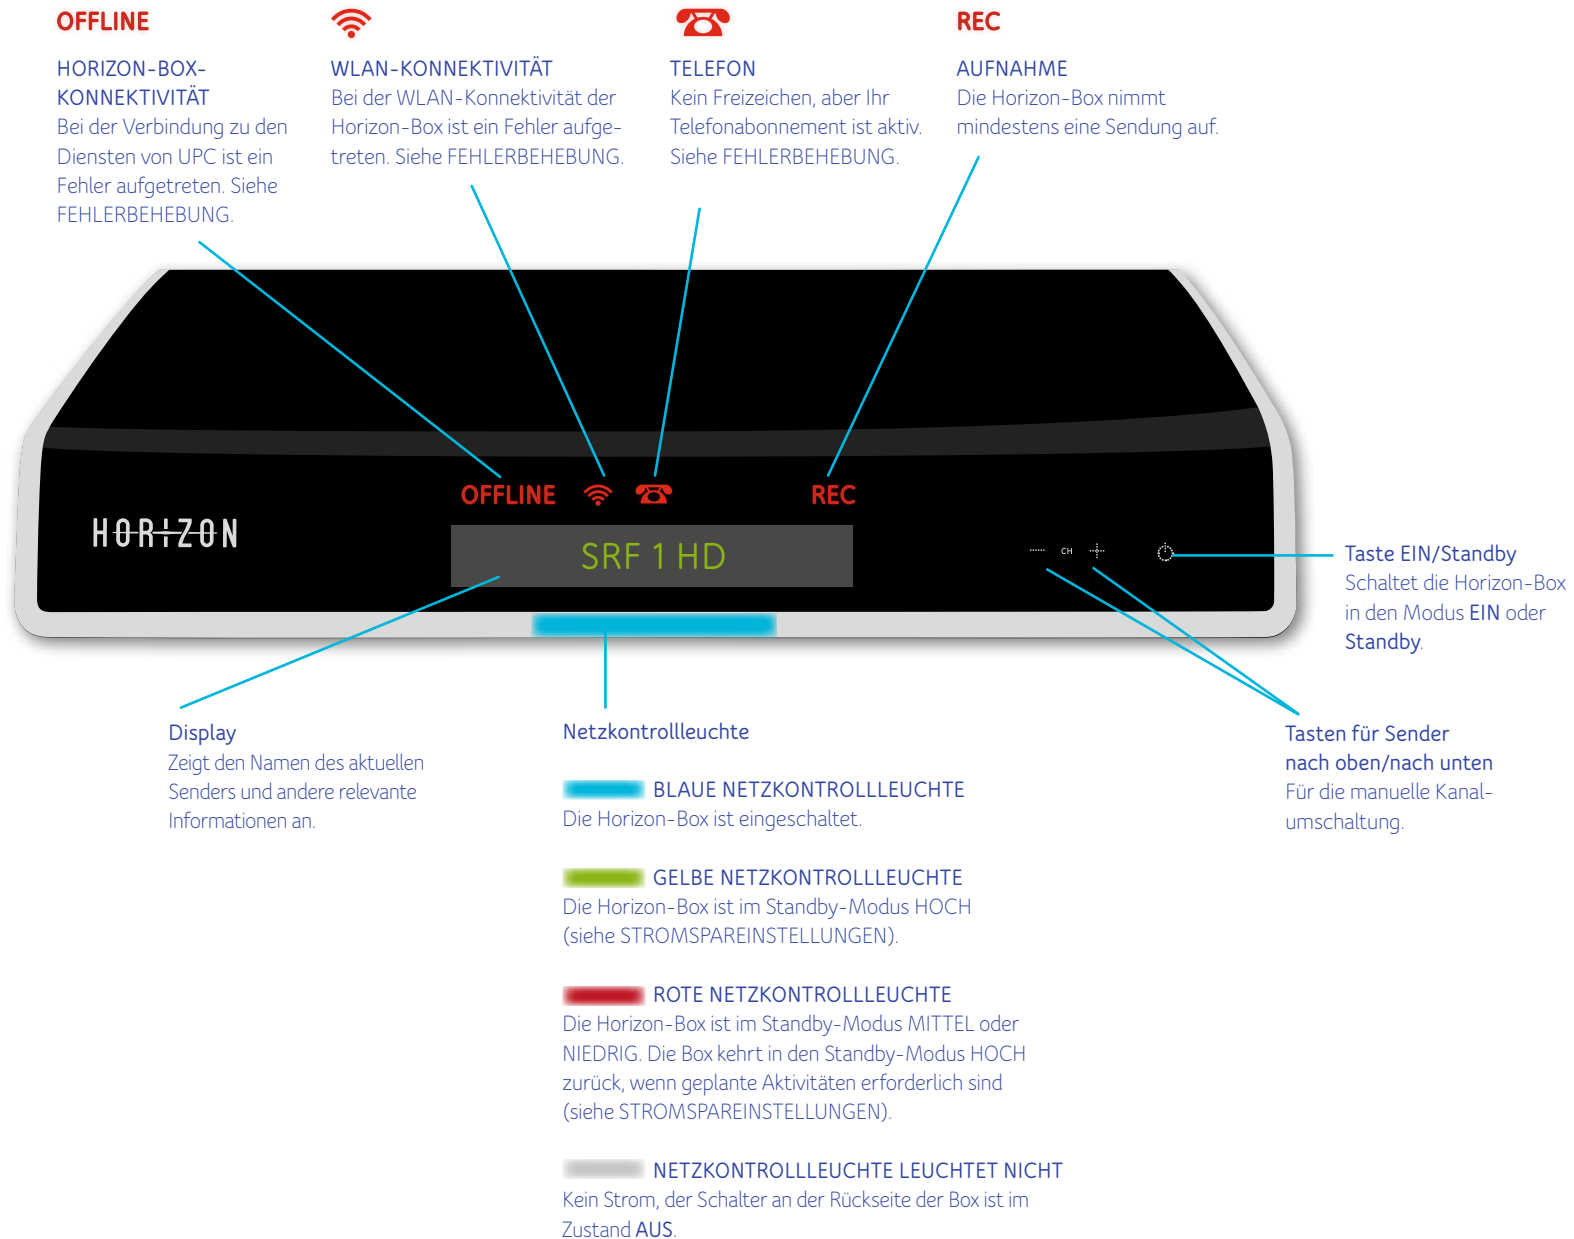 OFFLINE
HORIZON-BOX-
KONNEKTIVITÄT
Bei der Verbindung zu den
Diensten von UPC ist ein
Fehler aufgetreten. Siehe
FEHLERBEHEBUNG.
WLAN-KONNEKTIVITÄT
Bei der WLAN-Konnektivität der
Horizon-Box ist ein Fehler aufge-
treten. Siehe FEHLERBEHEBUNG.
TELEFON
Kein Freizeichen, aber Ihr
Telefonabonnement ist aktiv.
Siehe FEHLERBEHEBUNG.
REC
AUFNAHME
Die Horizon-Box nimmt
mindestens eine Sendung auf.
OFFLINE
REC
HORIZON
SRF 1 HD
CH
Taste EIN/Standby
Schaltet die Horizon-Box
in den Modus EIN oder
Standby.
Display
Zeigt den Namen des aktuellen
Senders und andere relevante
Informationen an.
Netzkontrollleuchte
BLAUE NETZKONTROLLLEUCHTE
Die Horizon-Box ist eingeschaltet.
GELBE NETZKONTROLLLEUCHTE
Die Horizon-Box ist im Standby-Modus HOCH
(siehe STROMSPAREINSTELLUNGEN).
ROTE NETZKONTROLLLEUCHTE
Die Horizon-Box ist im Standby-Modus MITTEL oder
NIEDRIG. Die Box kehrt in den Standby-Modus HOCH
zurück, wenn geplante Aktivitäten erforderlich sind
(siehe STROMSPAREINSTELLUNGEN).
NETZKONTROLLLEUCHTE LEUCHTET NICHT
Kein Strom, der Schalter an der Rückseite der Box ist im
Zustand AUS.
Tasten für Sender
nach oben/nach unten
Für die manuelle Kanal-
umschaltung.